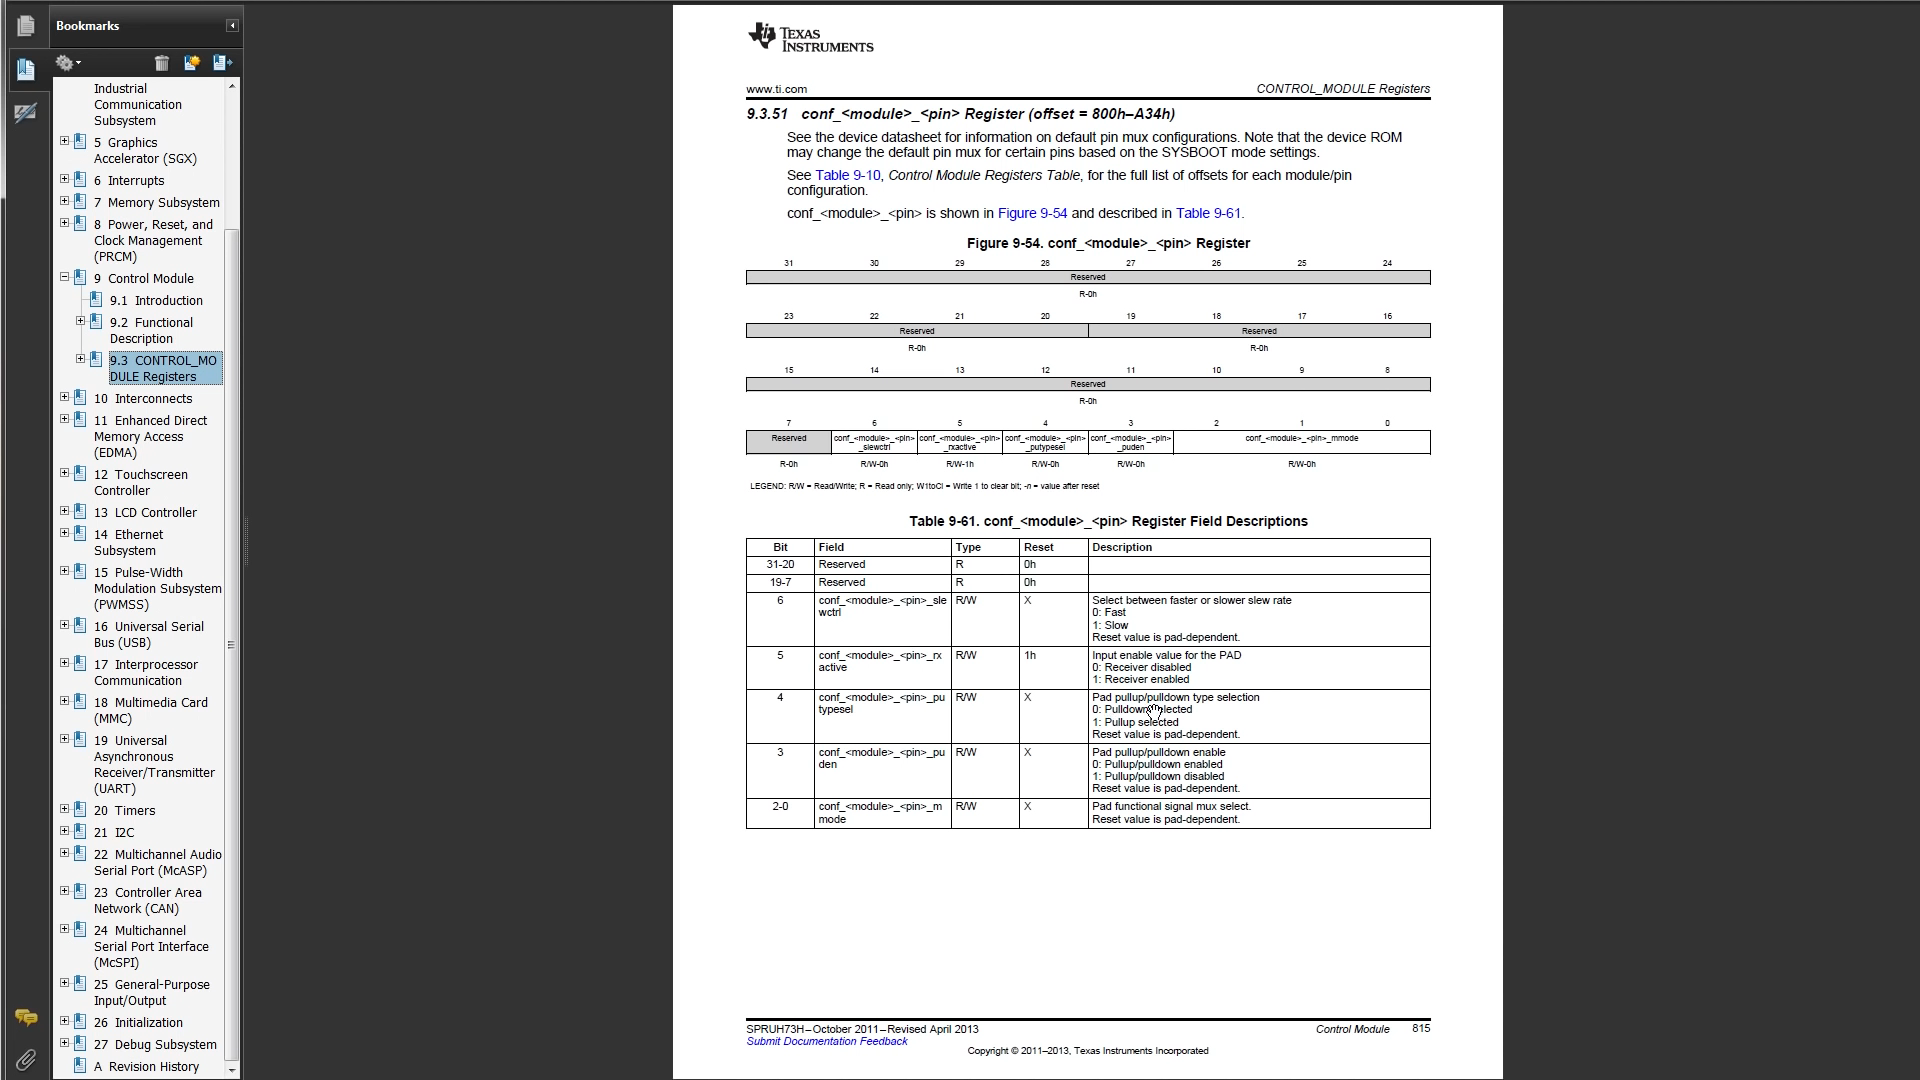 Bookmarks
Industrial
Communication
Subsystem
5 Graphics
Accelerator (SGX)
6 Interrupts
7 Memory Subsystem
8 Power, Reset, and
Clock Management
(PRCM)
9 Control Module
9.1 Introduction
9.2 Functional
Description
9.3 CONTROL_MO
DULE Registers
10 Interconnects
11 Enhanced Direct
Memory Access
(EDMA)
12 Touchscreen
Controller
13 LCD Controller
14 Ethernet
Subsystem
15 Pulse-Width
Modulation Subsystem
(PWMSS)
16 Universal Serial
Bus (USB)
17 Interprocessor
Communication
18 Multimedia Card
(MMC)
19 Universal
Asynchronous
Receiver/Transmitter
(UART)
20 Timers
21 I2C
22 Multichannel Audio
Serial Port (McASP)
23 Controller Area
Network (CAN)
24 Multichannel
Serial Port Interface
(McSPI)
25 General-Purpose
Input/Output
26 Initialization
27 Debug Subsystem
A Revision History
TEXAS
INSTRUMENTS
www.ti.com CONTROL_MODULE Registers
9.3.51 conf_<module>_<pin> Register (offset = 800h–A34h)
See the device datasheet for information on default pin mux configurations. Note that the device ROM
may change the default pin mux for certain pins based on the SYSBOOT mode settings.
See Table 9-10, Control Module Registers Table, for the full list of offsets for each module/pin
configuration.
conf_<module>_<pin> is shown in Figure 9-54 and described in Table 9-61.
Figure 9-54. conf_<module>_<pin> Register
31 30 29 28 27 26 25 24
Reserved
R-0h
23 22 21 20 19 18 17 16
Reserved Reserved
R-0h R-0h
15 14 13 12 11 10 9 8
Reserved
R-0h
7 6 5 4 3 2 1 0
Reserved conf_<module>_<pin> conf_<module>_<pin> conf_<module>_<pin> conf_<module>_<pin> conf_<module>_<pin>_mmode
_slewctrl _rxactive _putypesel _puden
R-0h R/W-0h R/W-1h R/W-0h R/W-0h R/W-0h
LEGEND: R/W = Read/Write; R = Read only; W1toCl = Write 1 to clear bit; -n = value after reset
Table 9-61. conf_<module>_<pin> Register Field Descriptions
Bit Field Type Reset Description
31-20 Reserved R 0h
19-7 Reserved R 0h
6 conf_<module>_<pin>_sle R/W X Select between faster or slower slew rate
wctrl 0: Fast
1: Slow
Reset value is pad-dependent.
5 conf_<module>_<pin>_rx R/W 1h Input enable value for the PAD
active 0: Receiver disabled
1: Receiver enabled
4 conf_<module>_<pin>_pu R/W X Pad pullup/pulldown type selection
typesel 0: Pulldown selected
1: Pullup selected
Reset value is pad-dependent.
3 conf_<module>_<pin>_pu R/W X Pad pullup/pulldown enable
den 0: Pullup/pulldown enabled
1: Pullup/pulldown disabled
Reset value is pad-dependent.
2-0 conf_<module>_<pin>_m R/W X Pad functional signal mux select.
mode Reset value is pad-dependent.
SPRUH73H–October 2011–Revised April 2013 Control Module 815
Submit Documentation Feedback
Copyright © 2011–2013, Texas Instruments Incorporated